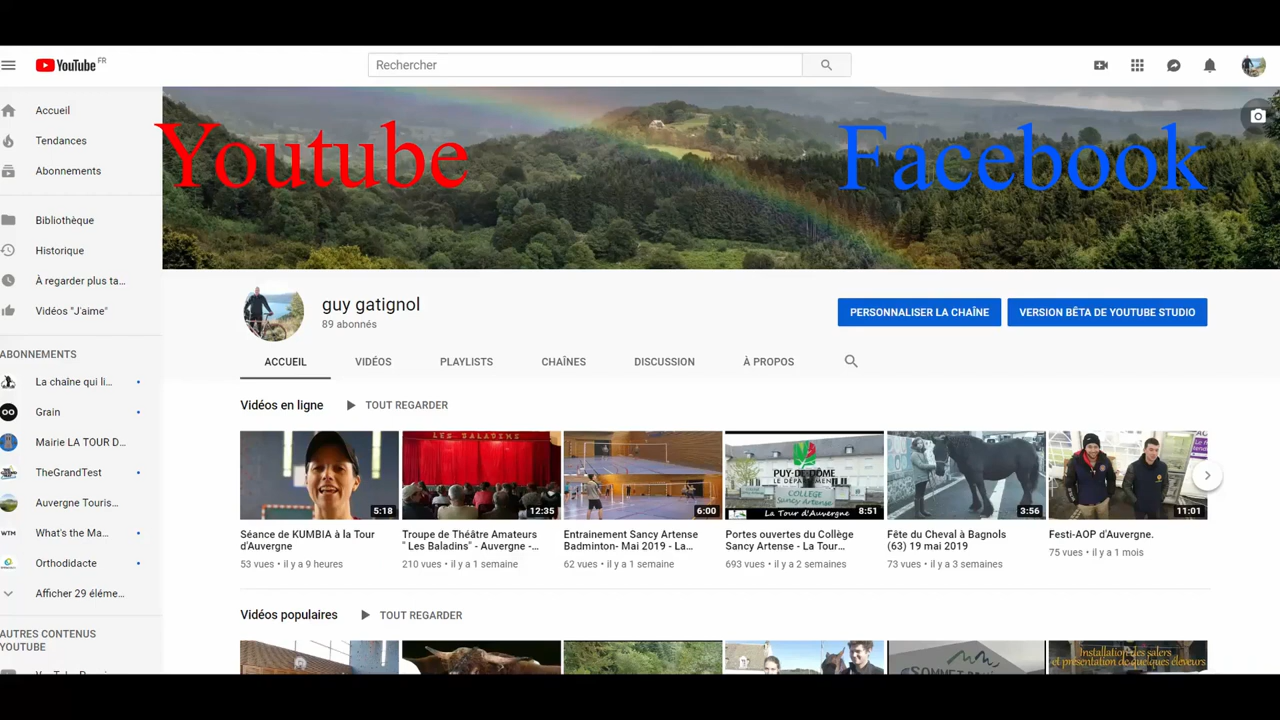 YouTube FR
Rechercher
Accueil
Tendances
Abonnements
Bibliothèque
Historique
À regarder plus ta...
Vidéos "J'aime"
ABONNEMENTS
La chaîne qui li...
Grain
Mairie LA TOUR D...
TheGrandTest
Auvergne Touris...
What's the Ma...
Orthodidacte
Afficher 29 éléme...
AUTRES CONTENUS
YOUTUBE
Youtube
Facebook
guy gatignol
89 abonnés
PERSONNALISER LA CHAÎNE
VERSION BÊTA DE YOUTUBE STUDIO
ACCUEIL
VIDÉOS
PLAYLISTS
CHAÎNES
DISCUSSION
À PROPOS
Vidéos en ligne
TOUT REGARDER
5:18
Séance de KUMBIA à la Tour
d'Auvergne
53 vues • il y a 9 heures
LES BALADINS
12:35
Troupe de Théâtre Amateurs
" Les Baladins" - Auvergne -...
210 vues • il y a 1 semaine
6:00
Entrainement Sancy Artense
Badminton- Mai 2019 - La...
62 vues • il y a 1 semaine
PUY-DE-DÔME
LE DÉPARTEMENT
COLLEGE
Sancy Artense
La Tour d'Auvergne
8:51
Portes ouvertes du Collège
Sancy Artense - La Tour...
693 vues • il y a 2 semaines
3:56
Fête du Cheval à Bagnols
(63) 19 mai 2019
73 vues • il y a 3 semaines
11:01
Festi-AOP d'Auvergne.
75 vues • il y a 1 mois
Vidéos populaires
TOUT REGARDER
Installation des salers
et présentation de quelques éleveurs